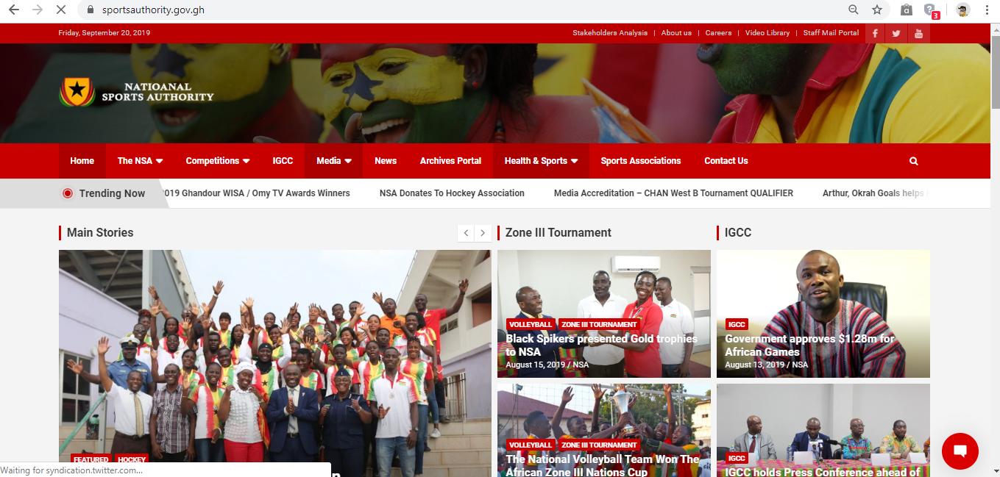 sportsauthority.gov.gh
3
Friday, September 20, 2019
Stakeholders Analysis | About us | Careers | Video Library | Staff Mail Portal
NATIOANAL
SPORTS AUTHORITY
Home The NSA Competitions IGCC Media News Archives Portal Health & Sports Sports Associations Contact Us
Trending Now
2019 Ghandour WISA / Omy TV Awards Winners NSA Donates To Hockey Association Media Accreditation – CHAN West B Tournament QUALIFIER Arthur, Okrah Goals helps
Main Stories
FEATURED HOCKEY
Zone III Tournament
VOLLEYBALL ZONE III TOURNAMENT
Black Spikers presented Gold trophies
to NSA
August 15, 2019 / NSA
VOLLEYBALL ZONE III TOURNAMENT
The National Volleyball Team Won The
African Zone III Nations Cup
IGCC
IGCC
Government approves $1.28m for
African Games
August 13, 2019 / NSA
IGCC
IGCC holds Press Conference ahead of
Waiting for syndication.twitter.com...